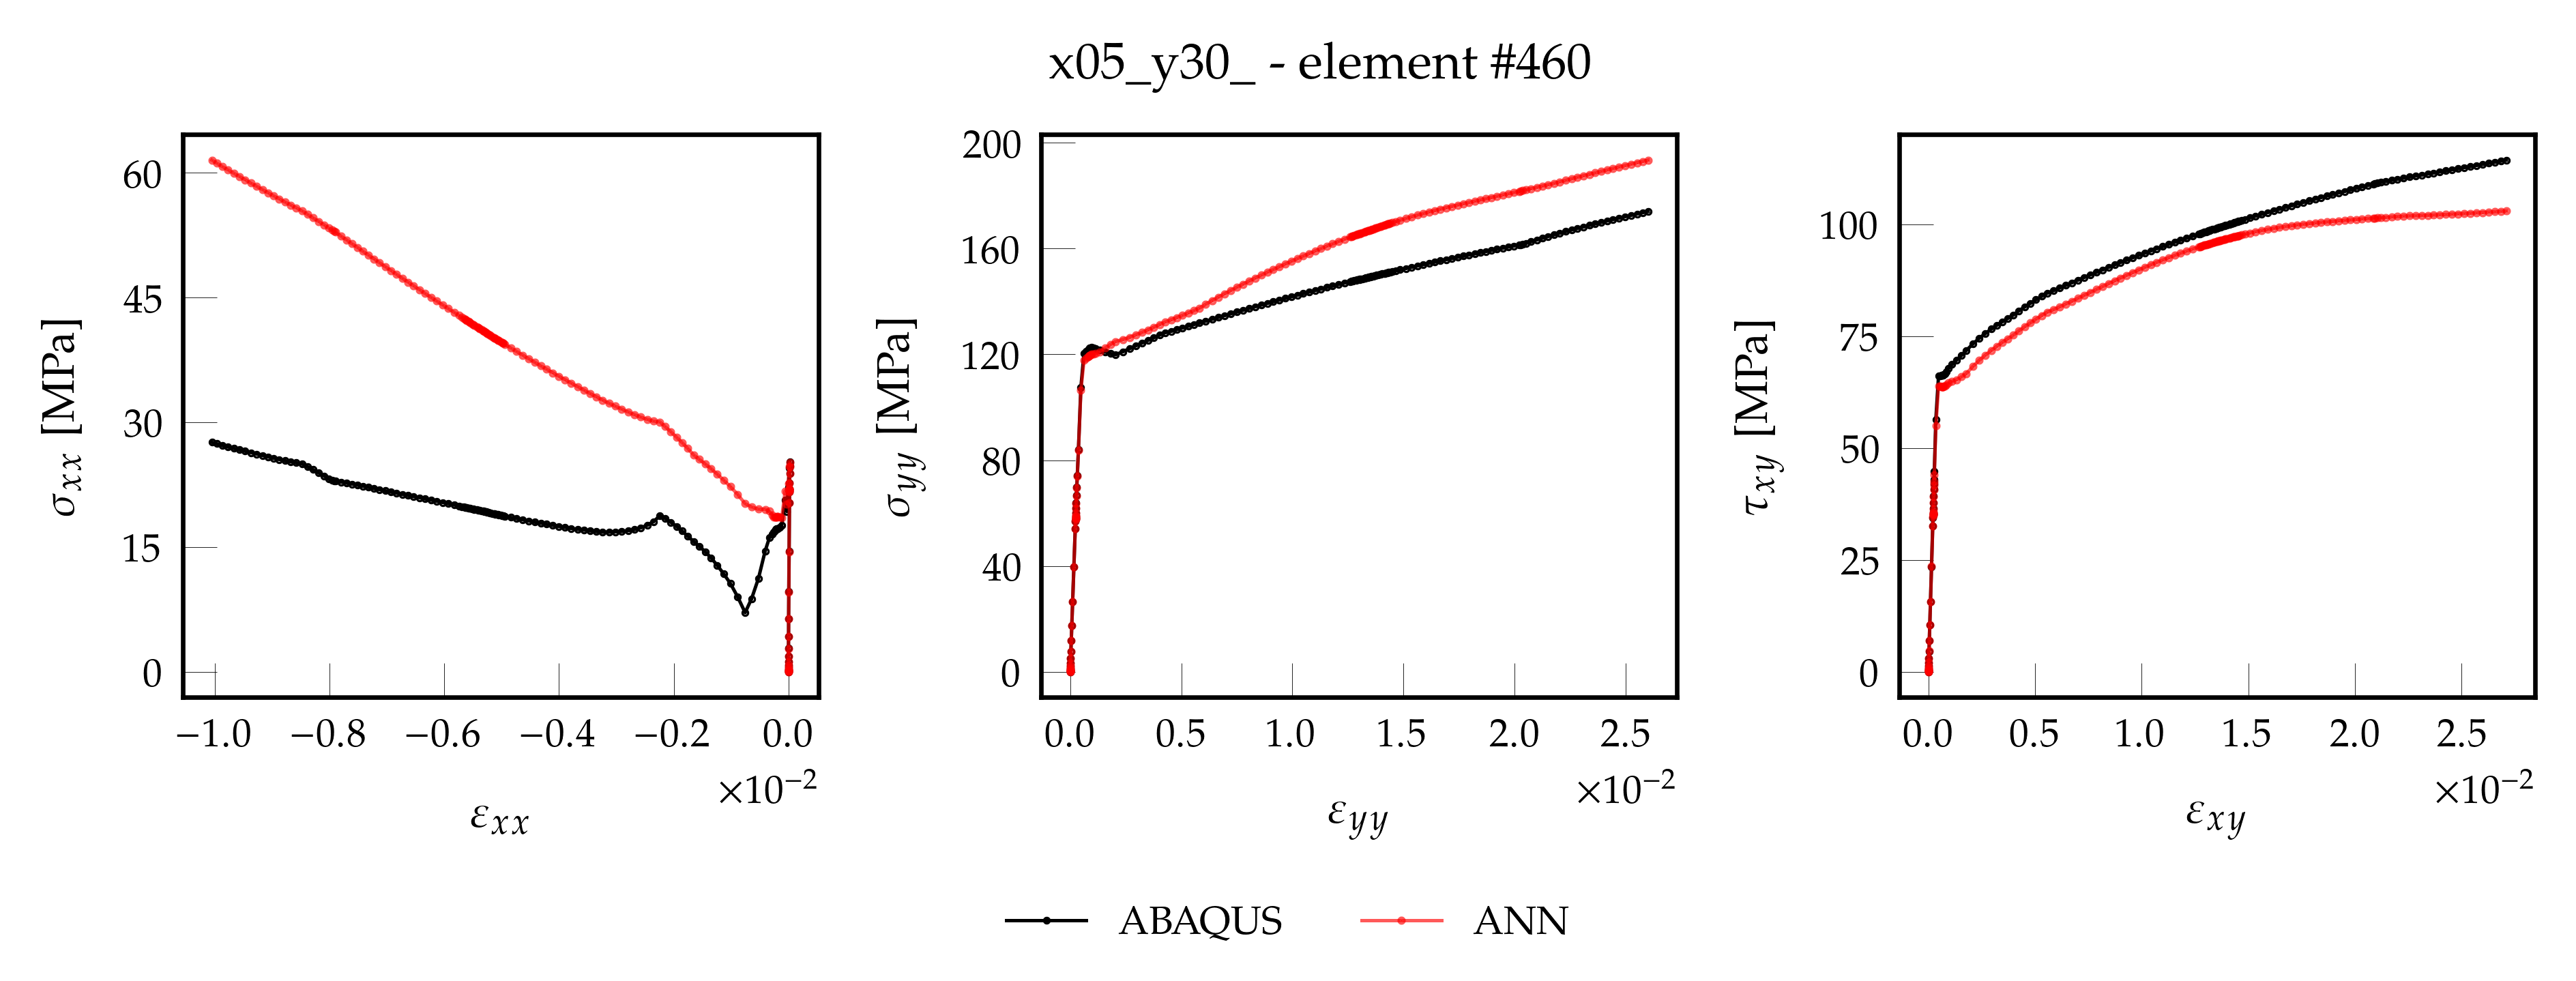 x05_y30_ - element #460
σxx [MPa]
60
45
30
15
0
−1.0 −0.8 −0.6 −0.4 −0.2 0.0
×10−2
εxx
σyy [MPa]
200
160
120
80
40
0
0.0 0.5 1.0 1.5 2.0 2.5
×10−2
εyy
τxy [MPa]
100
75
50
25
0
0.0 0.5 1.0 1.5 2.0 2.5
×10−2
εxy
ABAQUS ANN